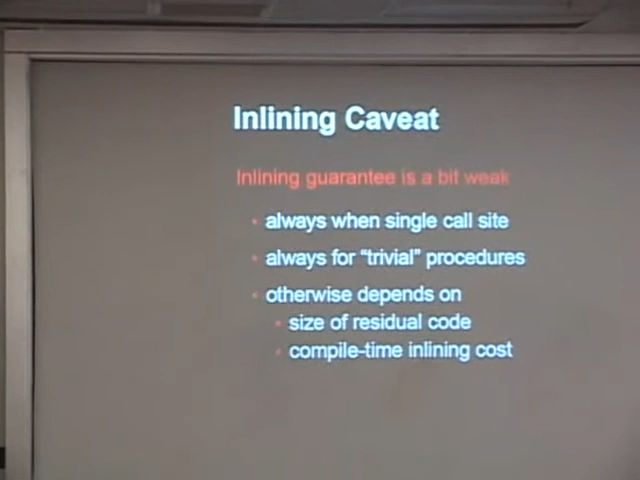 Inlining Caveat
Inlining guarantee is a bit weak
• always when single call site
• always for "trivial" procedures
• otherwise depends on
• size of residual code
• compile-time inlining cost